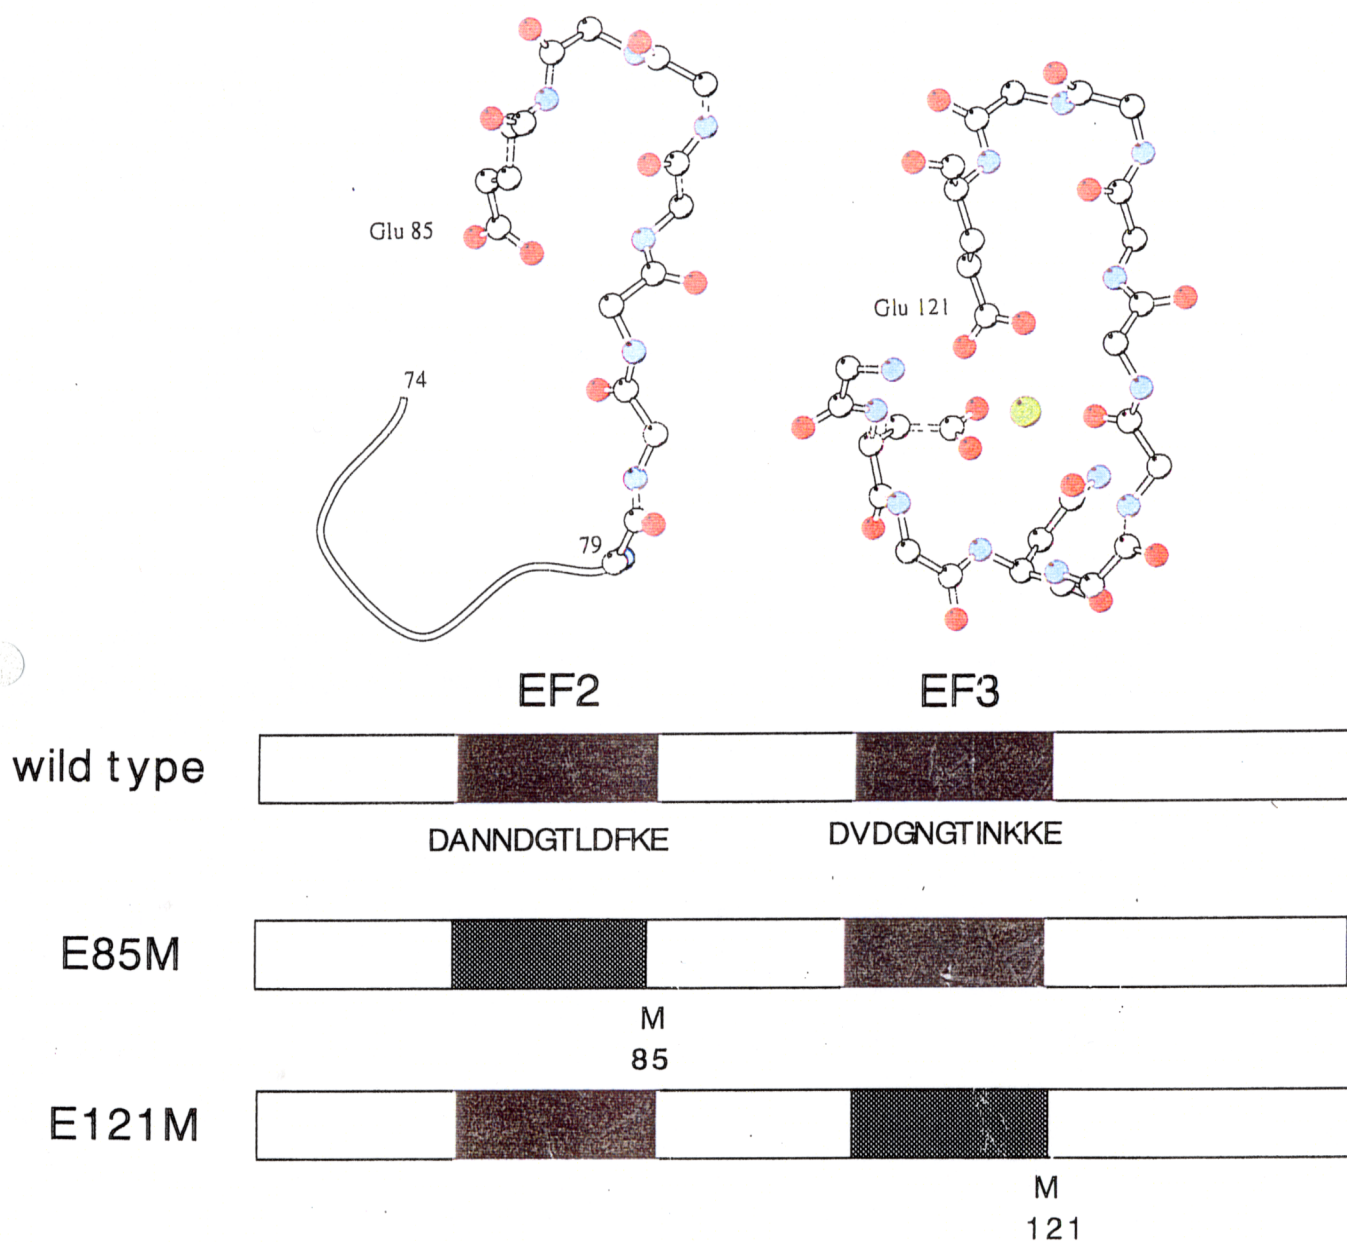 Glu 85
Glu 121
74
79
EF2 EF3
wild type
DANNDGTLDFKE DVDGNGTINKKE
E85M
M
85
E121M
M
121